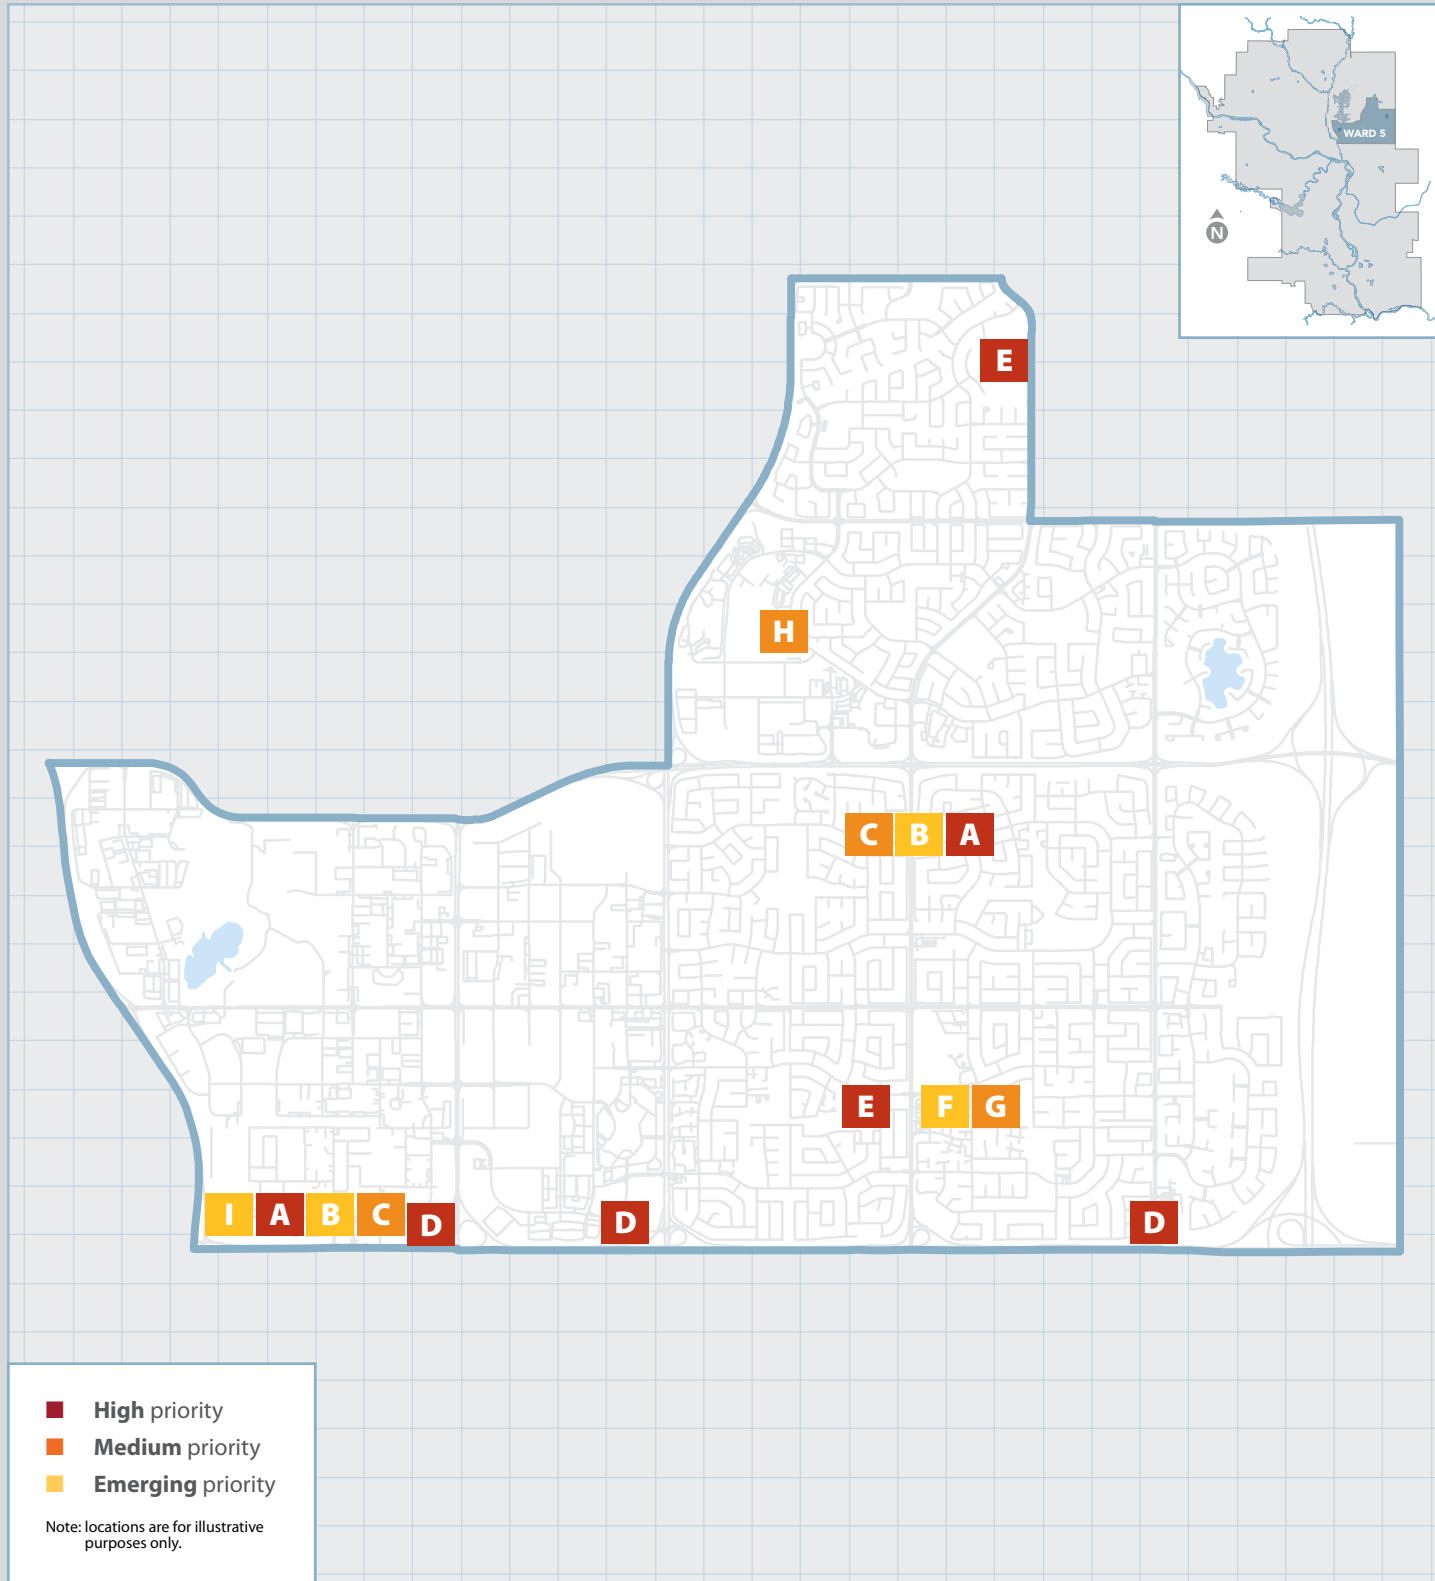 WARD 5
N
E
H
C B A
E F G
I A B C D D D
High priority
Medium priority
Emerging priority
Note: locations are for illustrative
purposes only.